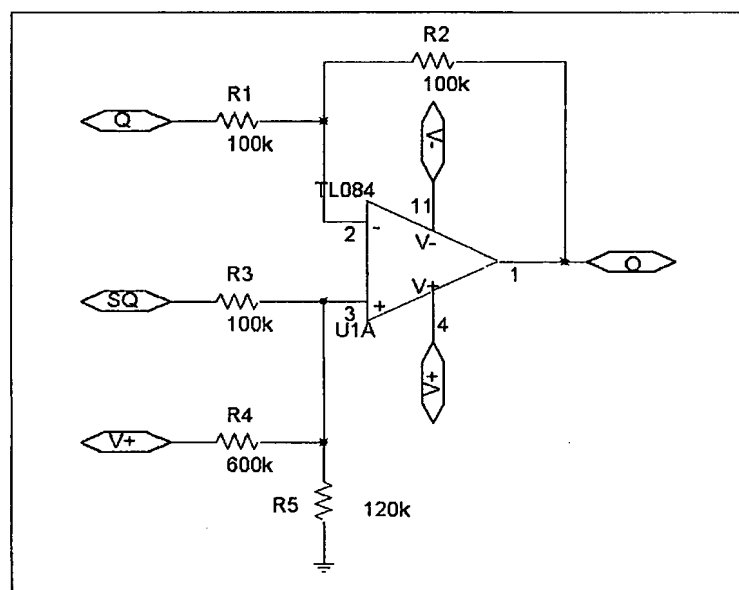 R2
100k
R1
Q
100k
V-
TL084
11
2
-
V-
R3
SQ
100k
3
+
U1A
V+
4
1
O
V+
R4
V+
600k
R5
120k